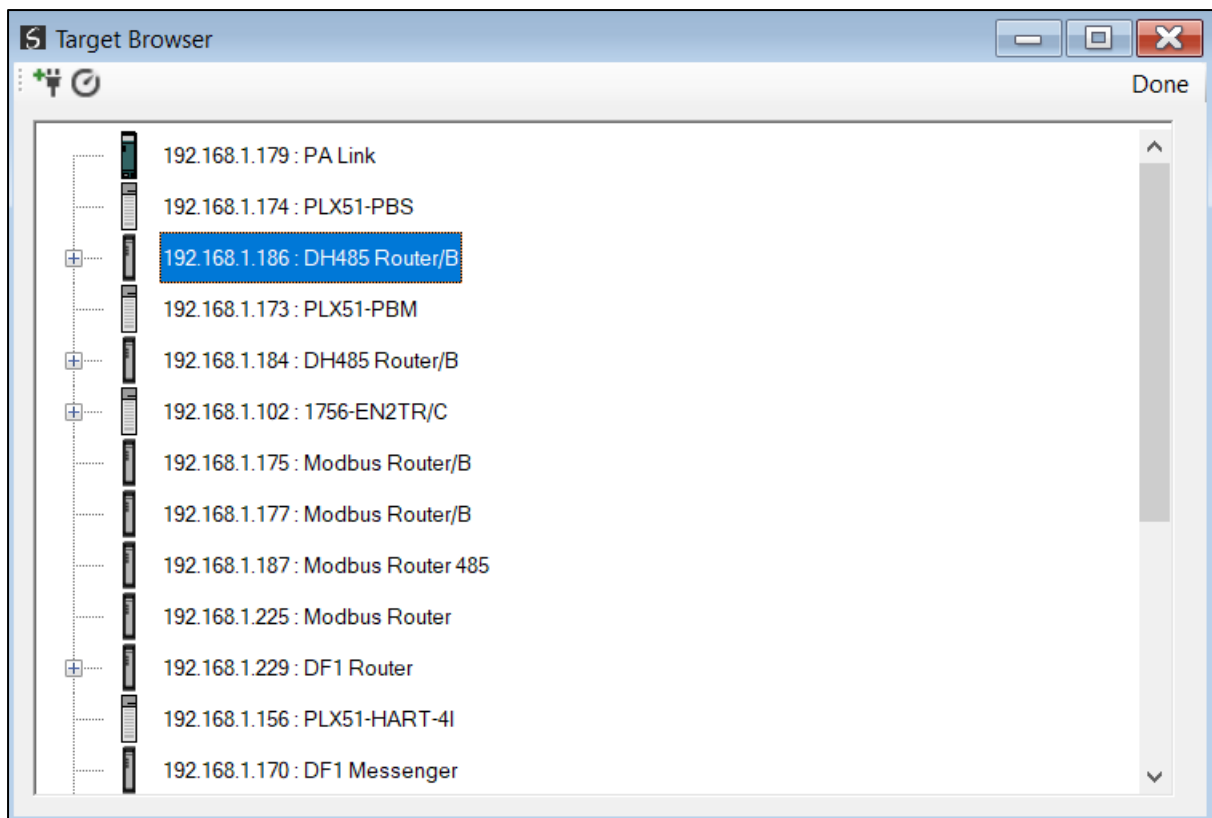 Target Browser
Done
192.168.1.179 : PA Link
192.168.1.174 : PLX51-PBS
192.168.1.186 : DH485 Router/B
192.168.1.173 : PLX51-PBM
192.168.1.184 : DH485 Router/B
192.168.1.102 : 1756-EN2TR/C
192.168.1.175 : Modbus Router/B
192.168.1.177 : Modbus Router/B
192.168.1.187 : Modbus Router 485
192.168.1.225 : Modbus Router
192.168.1.229 : DF1 Router
192.168.1.156 : PLX51-HART-4I
192.168.1.170 : DF1 Messenger